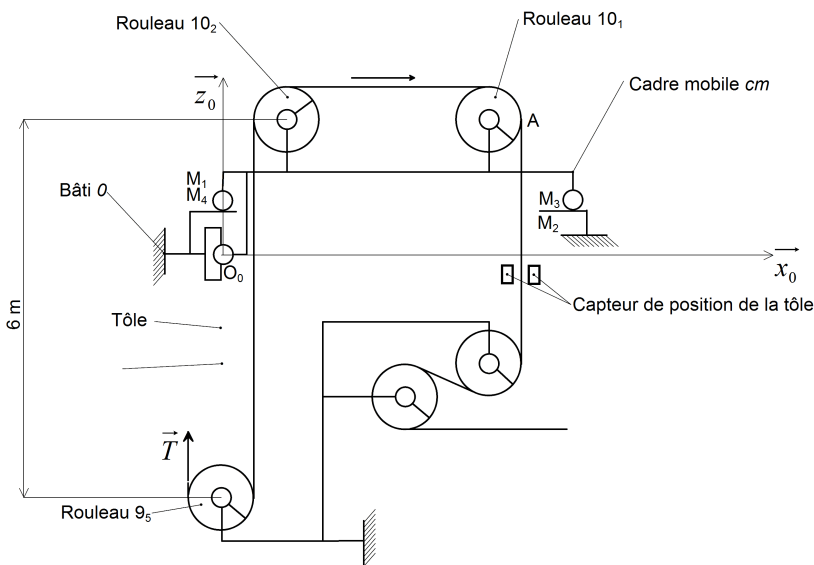 Rouleau 10₂
Rouleau 10₁
z₀
Cadre mobile cm
A
M₁
M₄
Bâti 0
M₃
M₂
O₀
x₀
Capteur de position de la tôle
6 m
Tôle
T
Rouleau 9₅